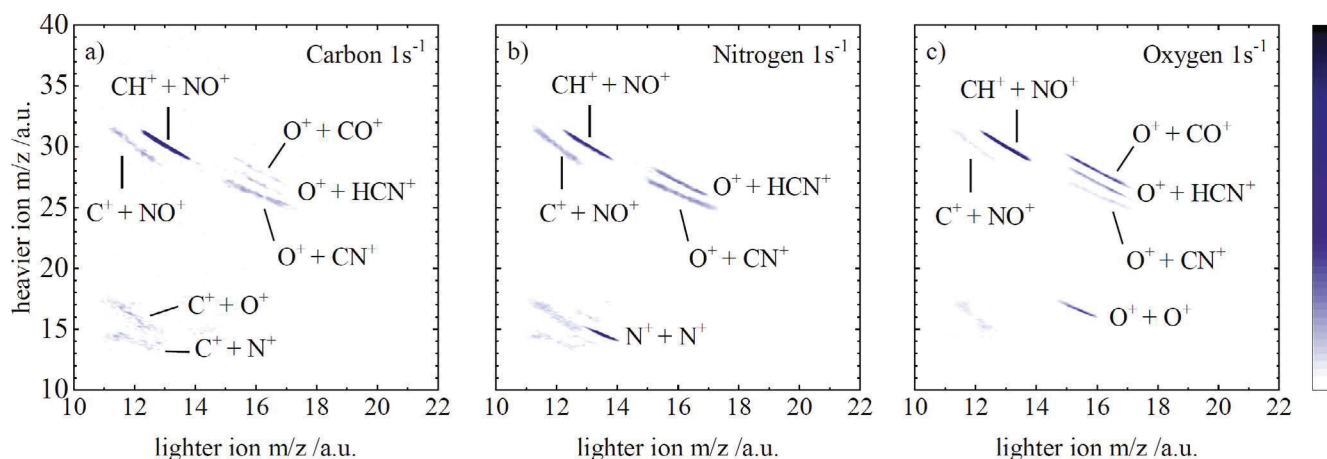 a) Carbon 1s⁻¹
CH⁺ + NO⁺
O⁺ + CO⁺
O⁺ + HCN⁺
C⁺ + NO⁺
O⁺ + CN⁺
C⁺ + O⁺
C⁺ + N⁺
b) Nitrogen 1s⁻¹
CH⁺ + NO⁺
O⁺ + HCN⁺
C⁺ + NO⁺
O⁺ + CN⁺
N⁺ + N⁺
c) Oxygen 1s⁻¹
CH⁺ + NO⁺
O⁺ + CO⁺
O⁺ + HCN⁺
C⁺ + NO⁺
O⁺ + CN⁺
O⁺ + O⁺
heavier ion m/z /a.u.
40
35
30
25
20
15
10
10 12 14 16 18 20 22
10 12 14 16 18 20 22
10 12 14 16 18 20 22
lighter ion m/z /a.u.
lighter ion m/z /a.u.
lighter ion m/z /a.u.